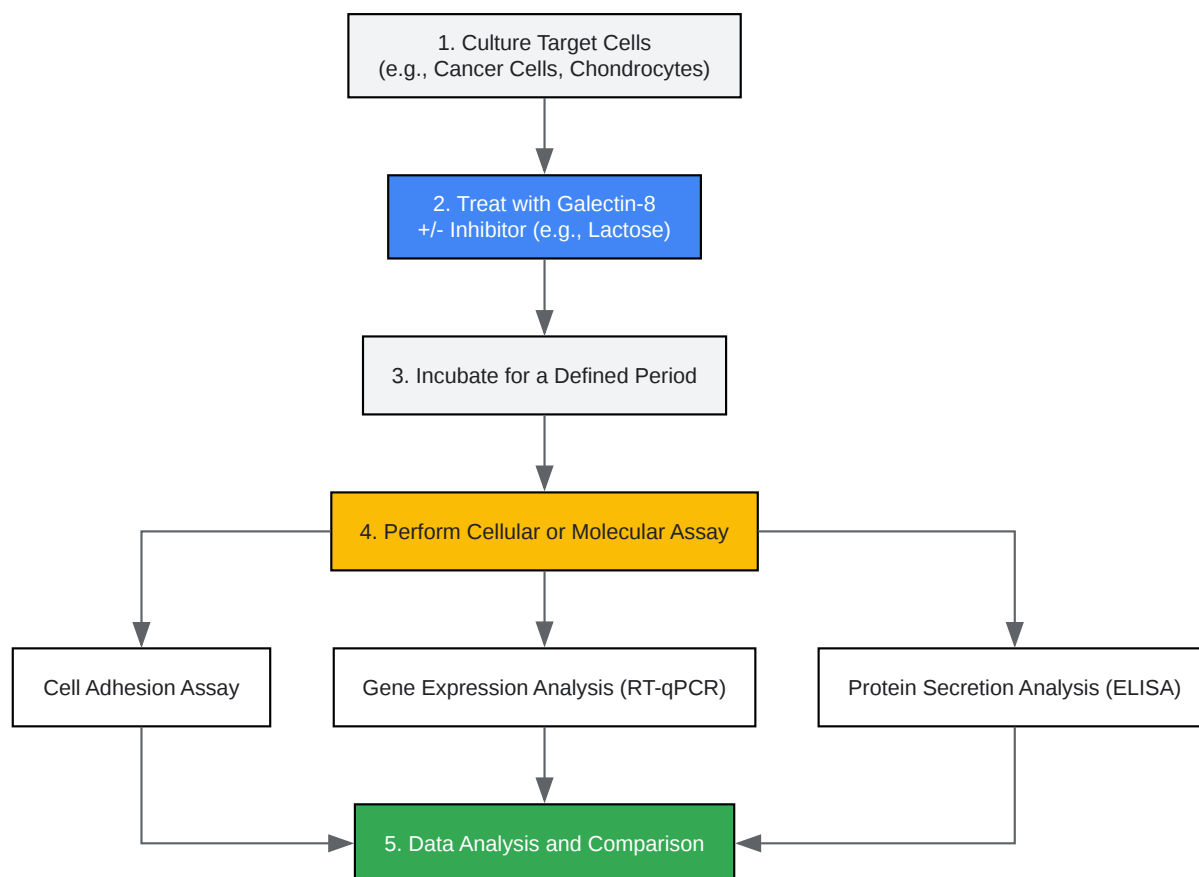 1. Culture Target Cells
(e.g., Cancer Cells, Chondrocytes)
2. Treat with Galectin-8
+/- Inhibitor (e.g., Lactose)
3. Incubate for a Defined Period
4. Perform Cellular or Molecular Assay
Cell Adhesion Assay
Gene Expression Analysis (RT-qPCR)
Protein Secretion Analysis (ELISA)
5. Data Analysis and Comparison